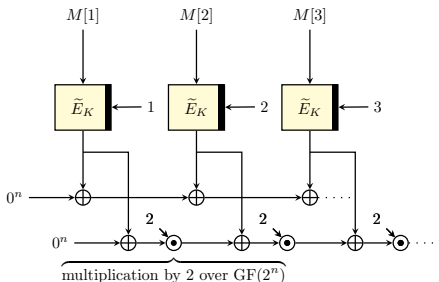 M[1] M[2] M[3]
Ẽ_K 1 Ẽ_K 2 Ẽ_K 3
0^n
2 2 2
0^n
multiplication by 2 over GF(2^n)